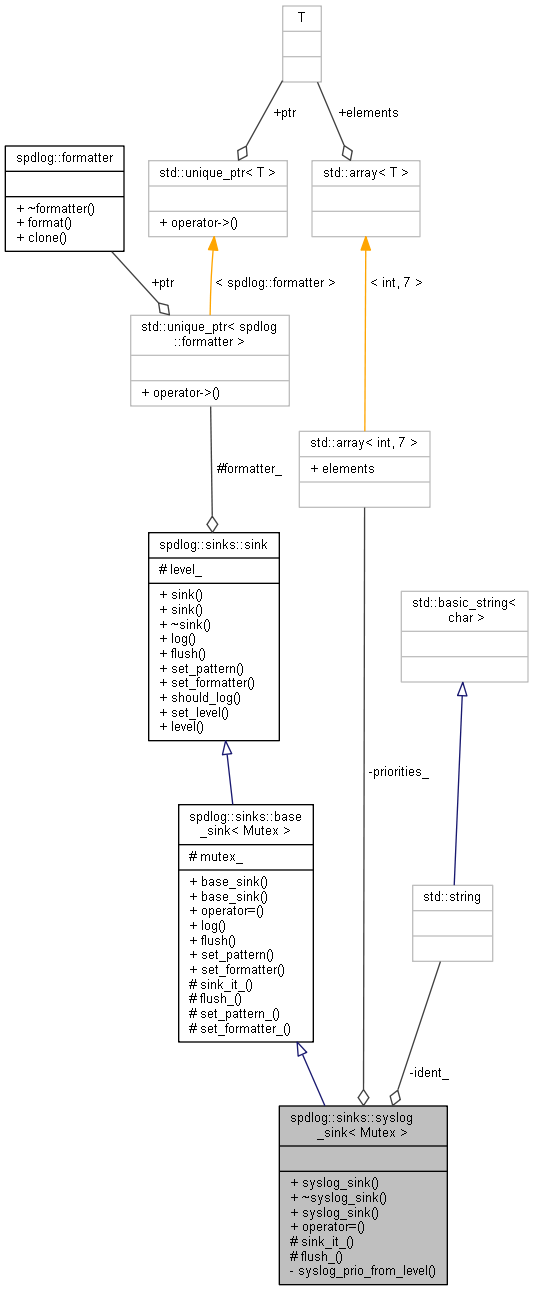 T
+ptr
+elements
spdlog::formatter
+ ~formatter()
+ format()
+ clone()
std::unique_ptr< T >
+ operator->()
std::array< T >
+ptr
< spdlog::formatter >
< int, 7 >
std::unique_ptr< spdlog
::formatter >
+ operator->()
std::array< int, 7 >
+ elements
#formatter_
spdlog::sinks::sink
# level_
+ sink()
+ sink()
+ ~sink()
+ log()
+ flush()
+ set_pattern()
+ set_formatter()
+ should_log()
+ set_level()
+ level()
std::basic_string<
char >
-priorities_
spdlog::sinks::base
_sink< Mutex >
# mutex_
+ base_sink()
+ base_sink()
+ operator=()
+ log()
+ flush()
+ set_pattern()
+ set_formatter()
# sink_it_()
# flush_()
# set_pattern_()
# set_formatter_()
std::string
-ident_
spdlog::sinks::syslog
_sink< Mutex >
+ syslog_sink()
+ ~syslog_sink()
+ syslog_sink()
+ operator=()
# sink_it_()
# flush_()
- syslog_prio_from_level()